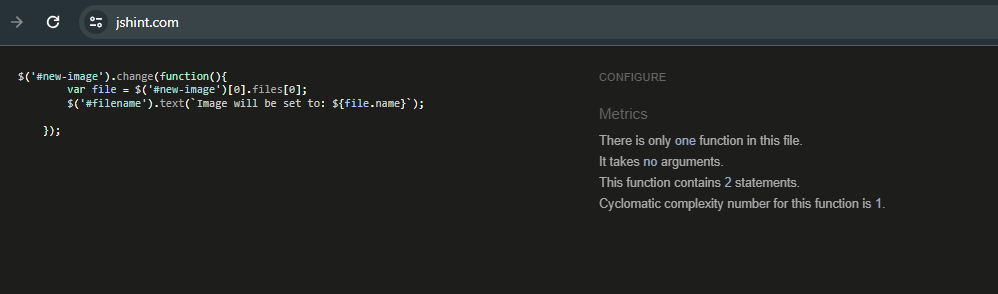 jshint.com
$('#new-image').change(function(){
var file = $('#new-image')[0].files[0];
$('#filename').text(`Image will be set to: ${file.name}`);
});
CONFIGURE
Metrics
There is only one function in this file.
It takes no arguments.
This function contains 2 statements.
Cyclomatic complexity number for this function is 1.